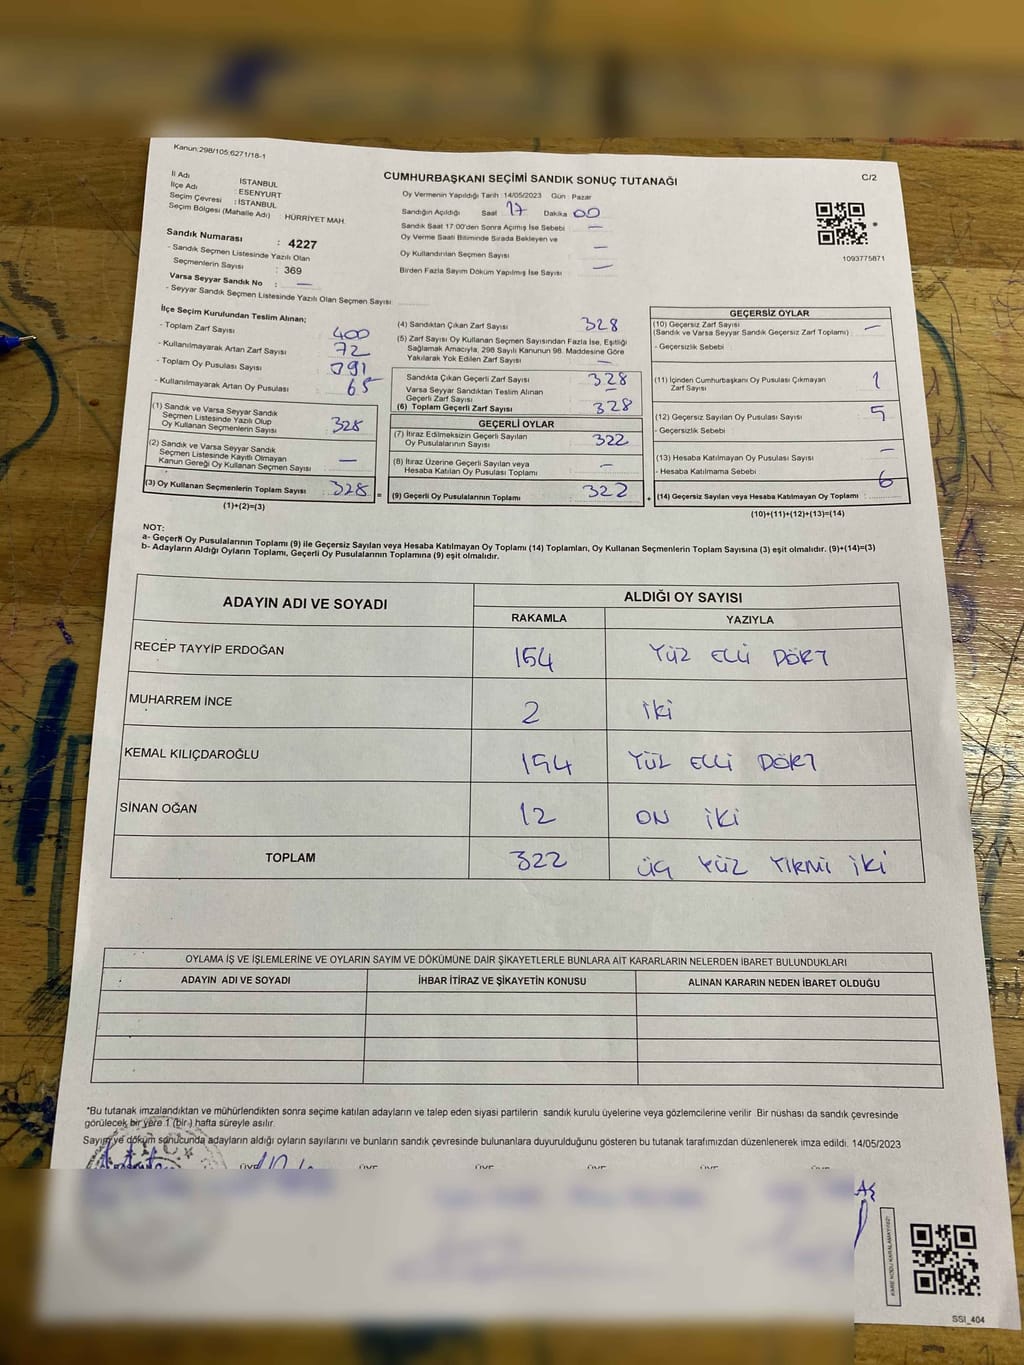 Kanun:298/105;6271/18-1
CUMHURBAŞKANI SEÇİMİ SANDIK SONUÇ TUTANAĞI
C/2
İl Adı : İSTANBUL
İlçe Adı : ESENYURT
Seçim Çevresi : İSTANBUL
Seçim Bölgesi (Mahalle Adı) : HÜRRİYET MAH.
Sandık Numarası : 4227
- Sandık Seçmen Listesinde Yazılı Olan
Seçmenlerin Sayısı : 369
Varsa Seyyar Sandık No : —
- Seyyar Sandık Seçmen Listesinde Yazılı Olan Seçmen Sayısı
Oy Vermenin Yapıldığı Tarih :14/05/2023 Gün : Pazar
Sandığın Açıldığı Saat 17 Dakika 00
Sandık Saat 17:00'den Sonra Açılmış İse Sebebi —
Oy Verme Saati Bitiminde Sırada Bekleyen ve
Oy Kullandırılan Seçmen Sayısı —
Birden Fazla Sayım Döküm Yapılmış İse Sayısı —
1093775871
İlçe Seçim Kurulundan Teslim Alınan;
- Toplam Zarf Sayısı 400
- Kullanılmayarak Artan Zarf Sayısı 72
- Toplam Oy Pusulası Sayısı 391
- Kullanılmayarak Artan Oy Pusulası 65
(1) Sandık ve Varsa Seyyar Sandık
Seçmen Listesinde Yazılı Olup
Oy Kullanan Seçmenlerin Sayısı 328
(2) Sandık ve Varsa Seyyar Sandık
Seçmen Listesinde Kayıtlı Olmayan
Kanun Gereği Oy Kullanan Seçmen Sayısı —
(3) Oy Kullanan Seçmenlerin Toplam Sayısı 328 =
(1)+(2)=(3)
(4) Sandıktan Çıkan Zarf Sayısı 328
(5) Zarf Sayısı Oy Kullanan Seçmen Sayısından Fazla İse, Eşitliği
Sağlamak Amacıyla, 298 Sayılı Kanunun 98. Maddesine Göre
Yakılarak Yok Edilen Zarf Sayısı —
Sandıkta Çıkan Geçerli Zarf Sayısı 328
Varsa Seyyar Sandıktan Teslim Alınan
Geçerli Zarf Sayısı
(6) Toplam Geçerli Zarf Sayısı 328
GEÇERLİ OYLAR
(7) İtiraz Edilmeksizin Geçerli Sayılan
Oy Pusulalarının Sayısı 322
(8) İtiraz Üzerine Geçerli Sayılan veya
Hesaba Katılan Oy Pusulası Toplamı —
(9) Geçerli Oy Pusulalarının Toplamı 322 +
GEÇERSİZ OYLAR
(10) Geçersiz Zarf Sayısı —
(Sandık ve Varsa Seyyar Sandık Geçersiz Zarf Toplamı)
- Geçersizlik Sebebi
(11) İçinden Cumhurbaşkanı Oy Pusulası Çıkmayan
Zarf Sayısı 1
(12) Geçersiz Sayılan Oy Pusulası Sayısı 5
- Geçersizlik Sebebi
(13) Hesaba Katılmayan Oy Pusulası Sayısı —
- Hesaba Katılmama Sebebi
(14) Geçersiz Sayılan veya Hesaba Katılmayan Oy Toplamı 6
(10)+(11)+(12)+(13)=(14)
NOT:
a- Geçerli Oy Pusulalarının Toplamı (9) ile Geçersiz Sayılan veya Hesaba Katılmayan Oy Toplamı (14) Toplamları, Oy Kullanan Seçmenlerin Toplam Sayısına (3) eşit olmalıdır. (9)+(14)=(3)
b- Adayların Aldığı Oyların Toplamı, Geçerli Oy Pusulalarının Toplamına (9) eşit olmalıdır.
ADAYIN ADI VE SOYADI
ALDIĞI OY SAYISI
RAKAMLA YAZIYLA
RECEP TAYYİP ERDOĞAN 154 YÜZ ELLİ DÖRT
MUHARREM İNCE 2 İKİ
KEMAL KILIÇDAROĞLU 154 YÜZ ELLİ DÖRT
SİNAN OĞAN 12 ON İKİ
TOPLAM 322 ÜÇ YÜZ YİRMİ İKİ
OYLAMA İŞ VE İŞLEMLERİNE VE OYLARIN SAYIM VE DÖKÜMÜNE DAİR ŞİKAYETLERLE BUNLARA AİT KARARLARIN NELERDEN İBARET BULUNDUKLARI
ADAYIN ADI VE SOYADI İHBAR İTİRAZ VE ŞİKAYETİN KONUSU ALINAN KARARIN NEDEN İBARET OLDUĞU
*Bu tutanak imzalandıktan ve mühürlendikten sonra seçime katılan adayların ve talep eden siyasi partilerin sandık kurulu üyelerine veya gözlemcilerine verilir. Bir nüshası da sandık çevresinde
görülecek bir yere 1 (bir) hafta süreyle asılır.
Sayım ve döküm sonucunda adayların aldığı oyların sayılarını ve bunların sandık çevresinde bulunanlara duyurulduğunu gösteren bu tutanak tarafımızdan düzenlenerek imza edildi. 14/05/2023
ÜYE ÜYE ÜYE ÜYE ÜYE ÜYE
SSİ_404